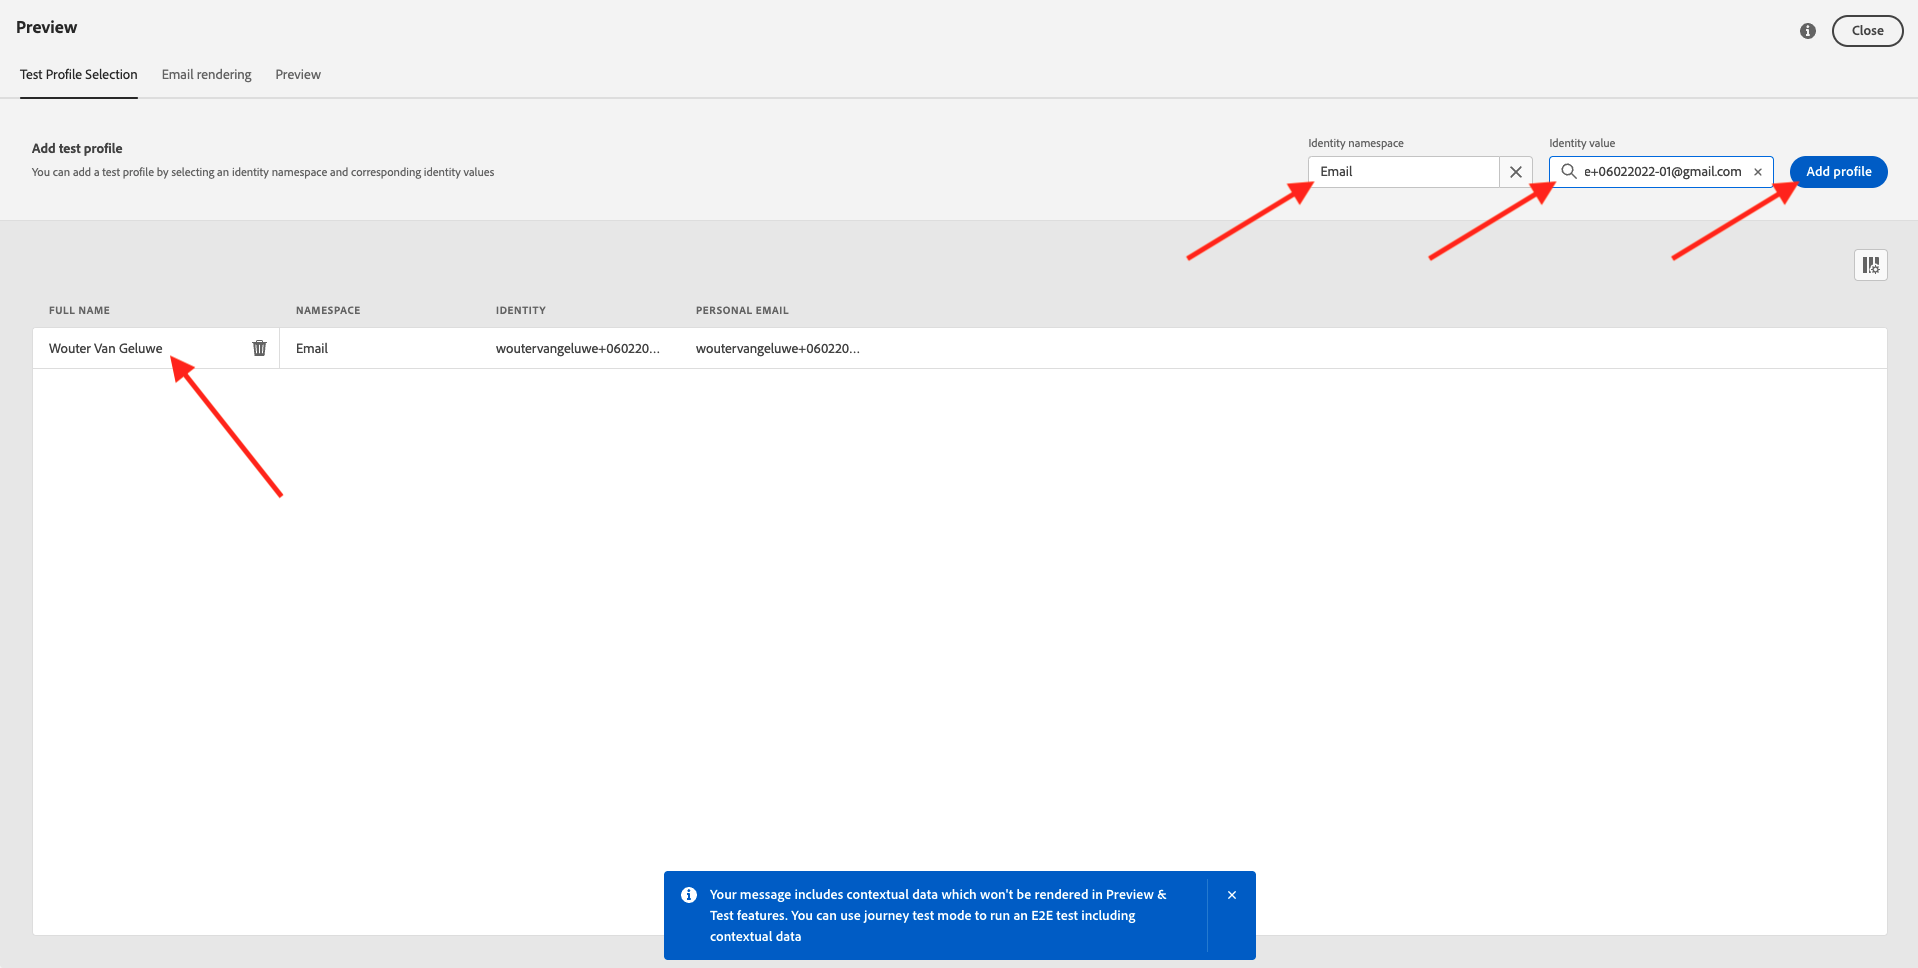 Preview
Close
Test Profile Selection
Email rendering
Preview
Add test profile
You can add a test profile by selecting an identity namespace and corresponding identity values
Identity namespace
Identity value
Email
e+06022022-01@gmail.com
Add profile
FULL NAME
NAMESPACE
IDENTITY
PERSONAL EMAIL
Wouter Van Geluwe
Email
woutervangeluwe+060220...
woutervangeluwe+060220...
Your message includes contextual data which won't be rendered in Preview &
Test features. You can use journey test mode to run an E2E test including
contextual data